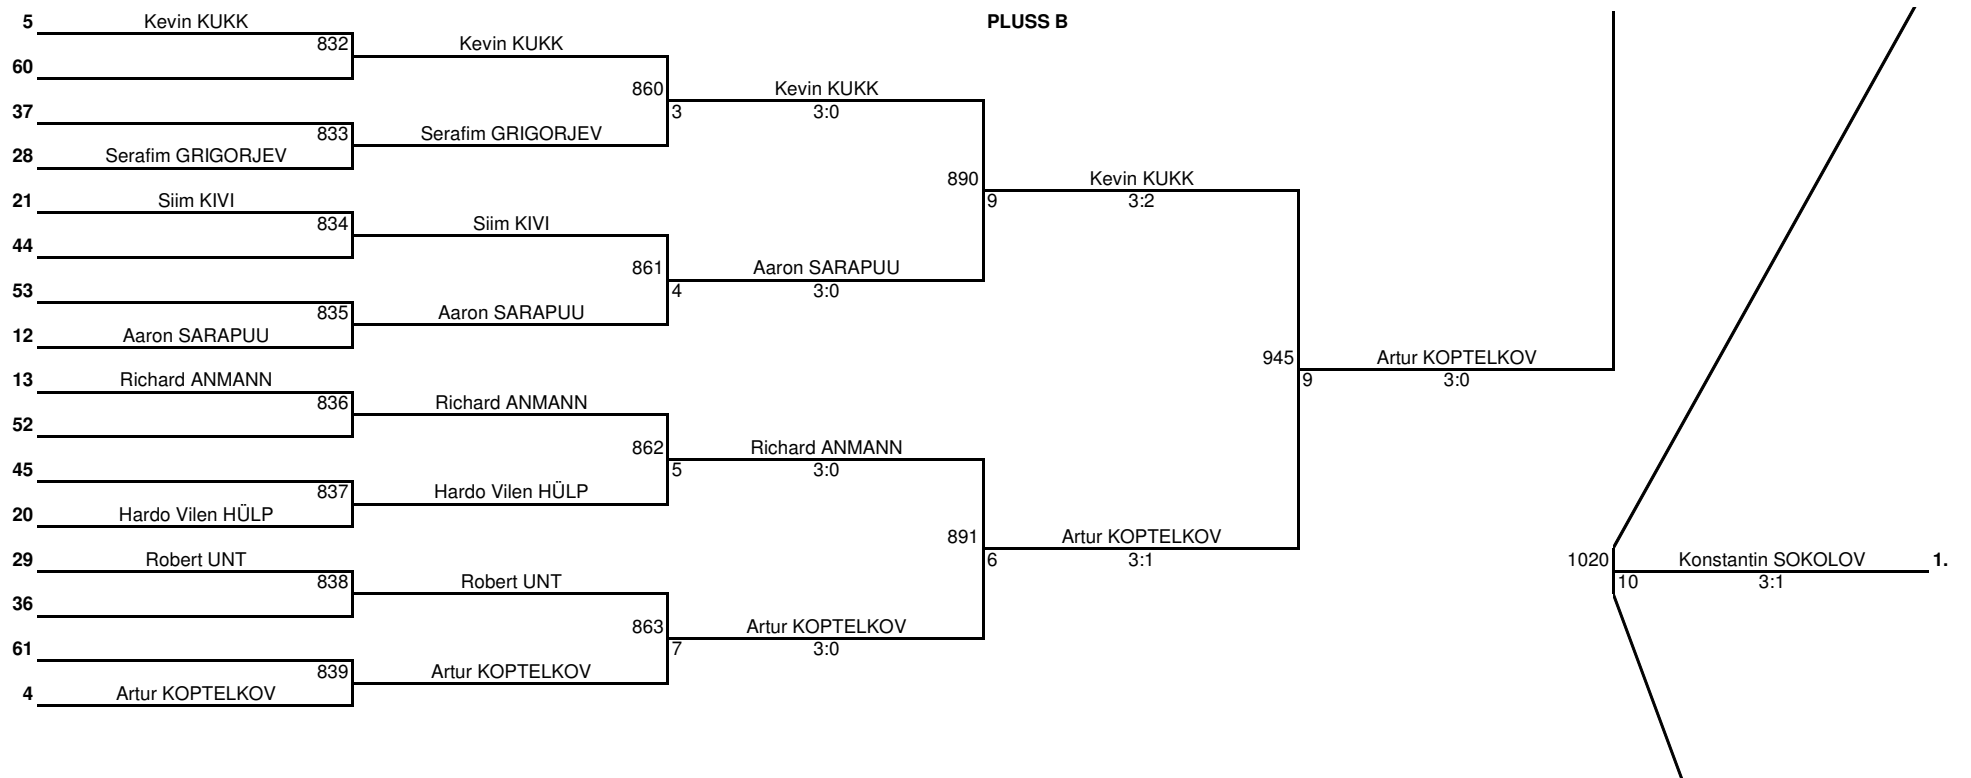 5 Kevin KUKK PLUSS B
832 Kevin KUKK
60
860 Kevin KUKK
37 3 3:0
833 Serafim GRIGORJEV
28 Serafim GRIGORJEV
890 Kevin KUKK
21 Siim KIVI 9 3:2
834 Siim KIVI
44
861 Aaron SARAPUU
53 4 3:0
835 Aaron SARAPUU
12 Aaron SARAPUU
945 Artur KOPTELKOV
13 Richard ANMANN 9 3:0
836 Richard ANMANN
52
862 Richard ANMANN
45 5 3:0
837 Hardo Vilen HÜLP
20 Hardo Vilen HÜLP
891 Artur KOPTELKOV
29 Robert UNT 6 3:1 1020 Konstantin SOKOLOV 1.
838 Robert UNT 10 3:1
36
863 Artur KOPTELKOV
61 7 3:0
839 Artur KOPTELKOV
4 Artur KOPTELKOV